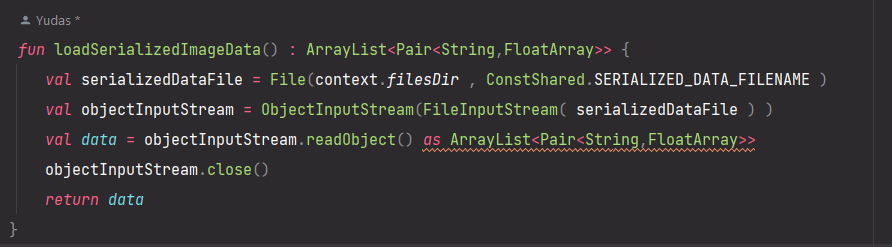 Yudas *
fun loadSerializedImageData() : ArrayList<Pair<String,FloatArray>> {
val serializedDataFile = File(context.filesDir , ConstShared.SERIALIZED_DATA_FILENAME )
val objectInputStream = ObjectInputStream(FileInputStream( serializedDataFile ) )
val data = objectInputStream.readObject() as ArrayList<Pair<String,FloatArray>>
objectInputStream.close()
return data
}